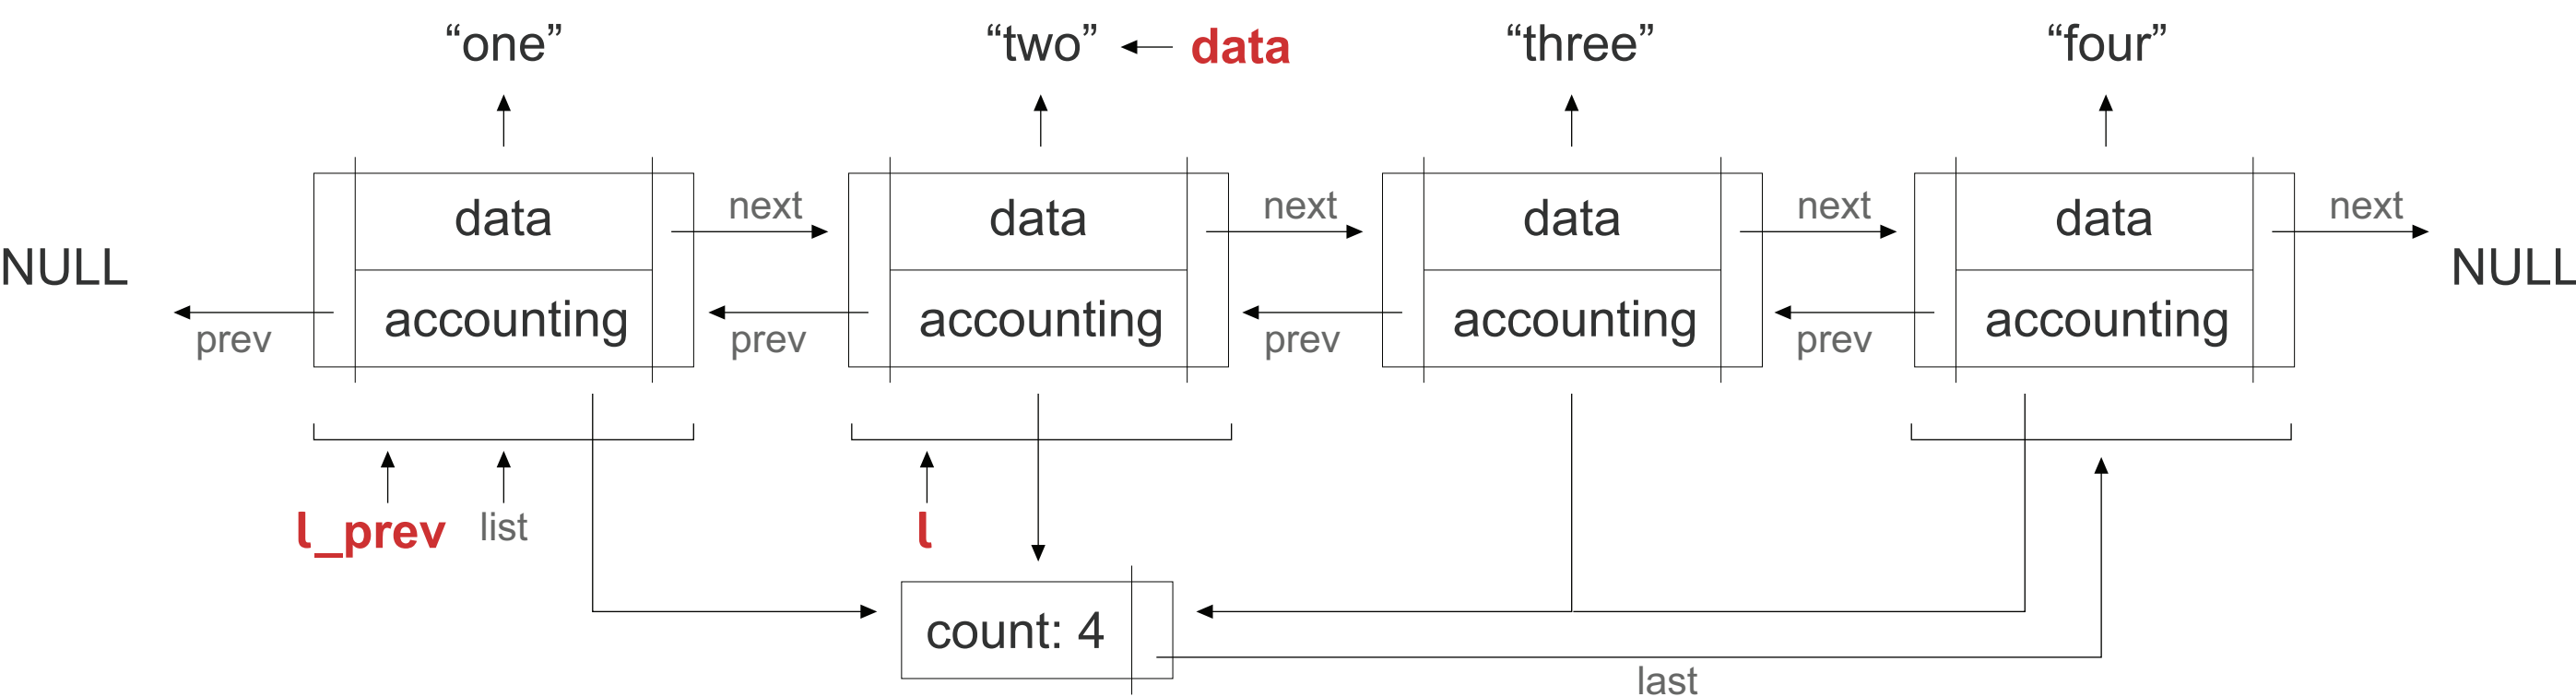 “one”
“two”
data
“three”
“four”
data
next
data
next
data
next
data
next
NULL
NULL
prev
accounting
prev
accounting
prev
accounting
prev
accounting
l_prev
list
l
count: 4
last